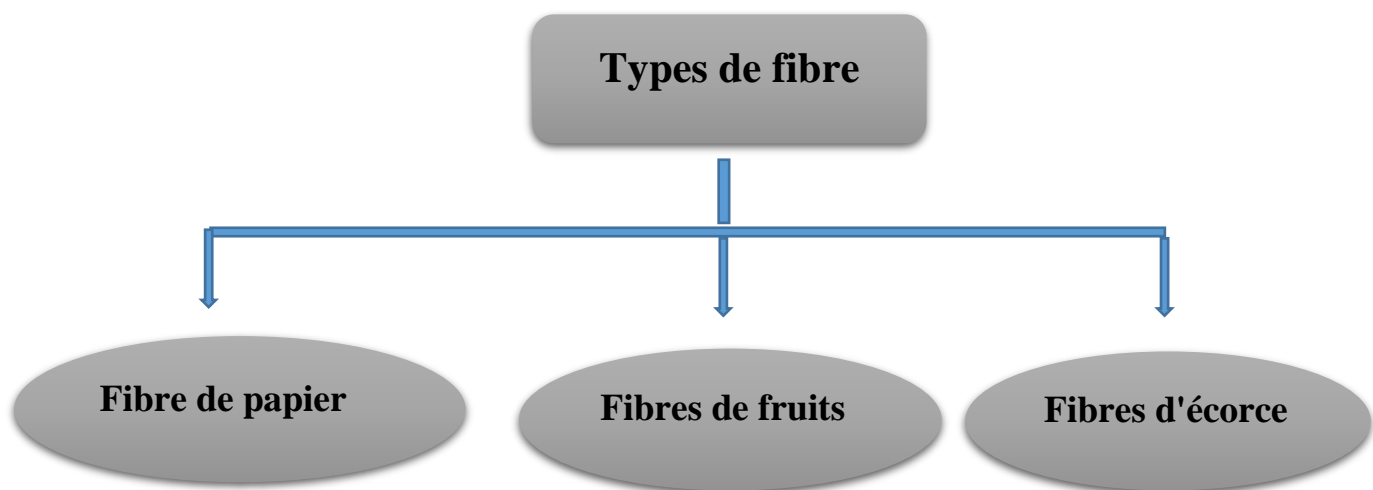 Types de fibre
Fibre de papier
Fibres de fruits
Fibres d'écorce